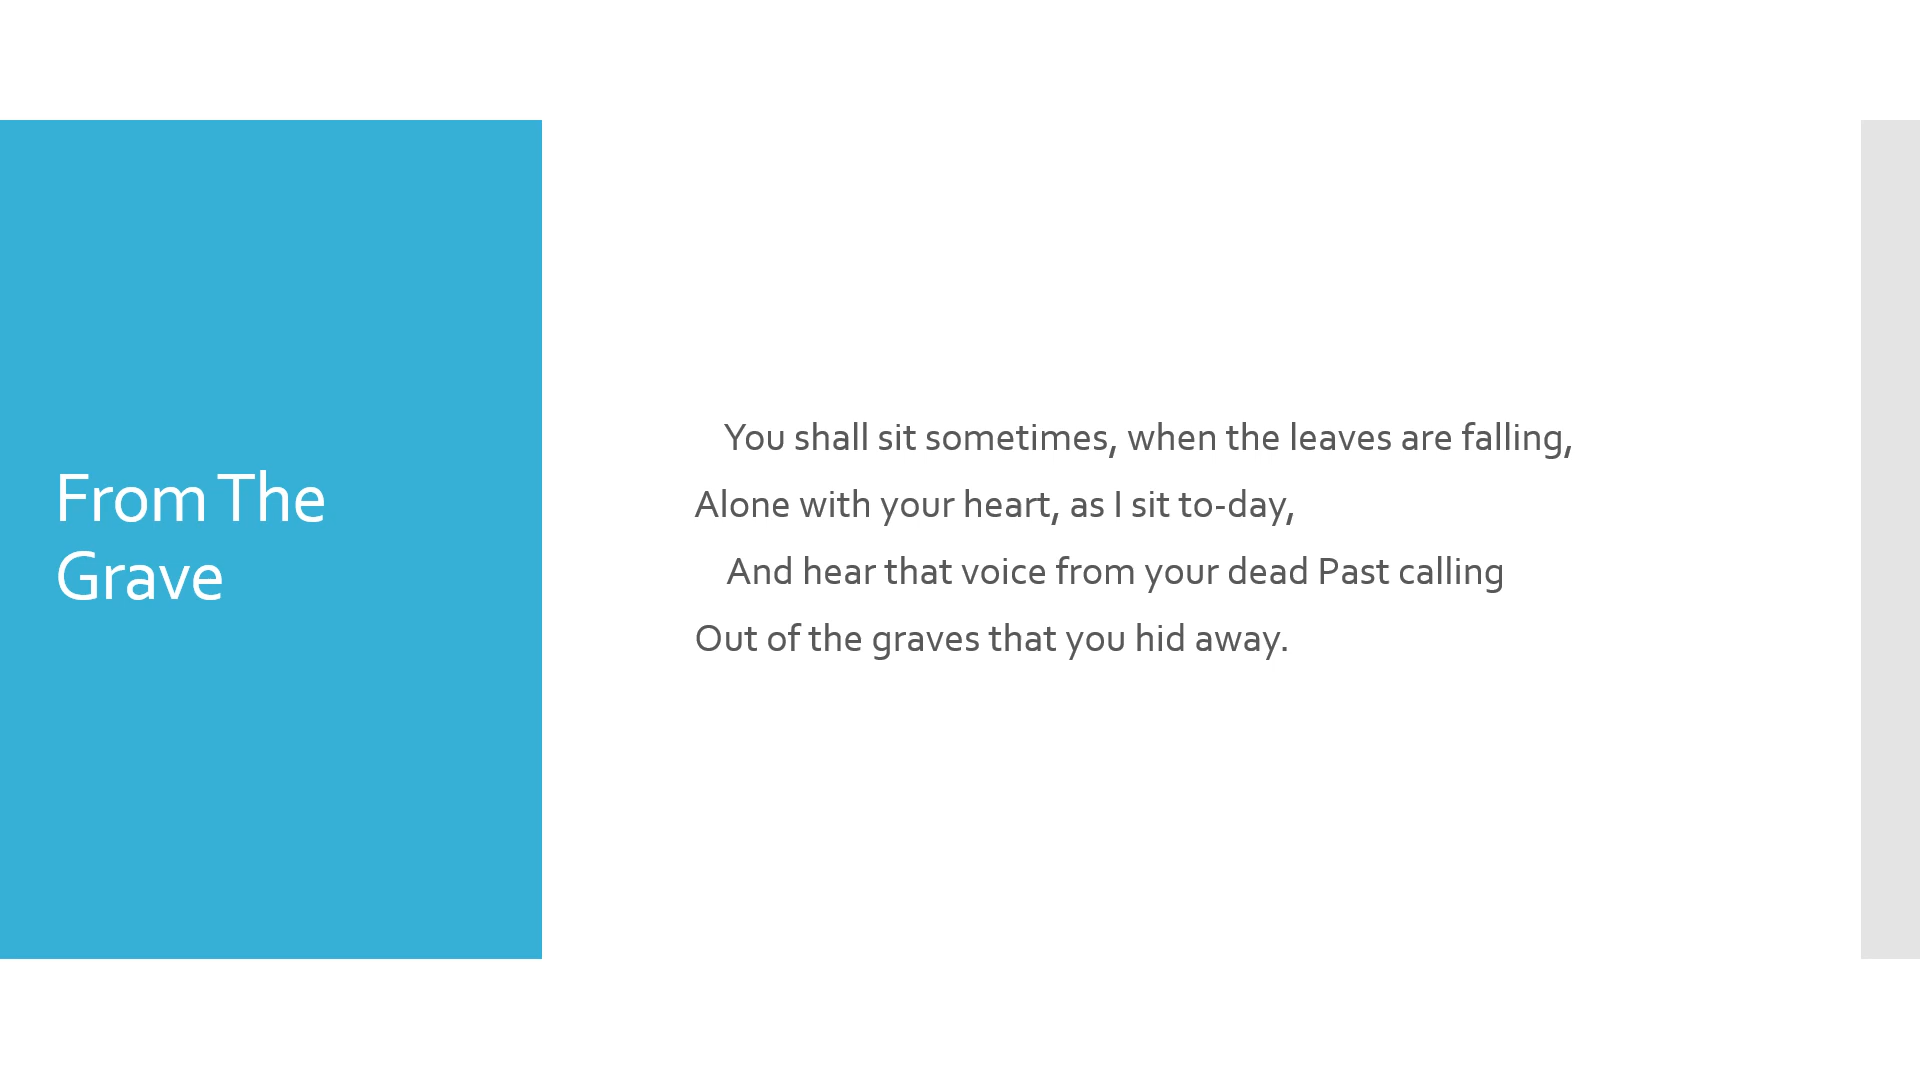 From The
Grave
You shall sit sometimes, when the leaves are falling,
Alone with your heart, as I sit to-day,
And hear that voice from your dead Past calling
Out of the graves that you hid away.